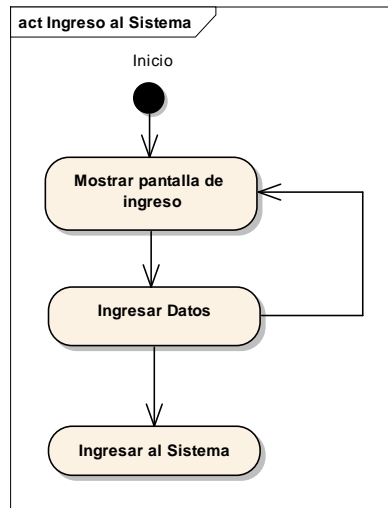 act Ingreso al Sistema
Inicio
Mostrar pantalla de
ingreso
Ingresar Datos
Ingresar al Sistema